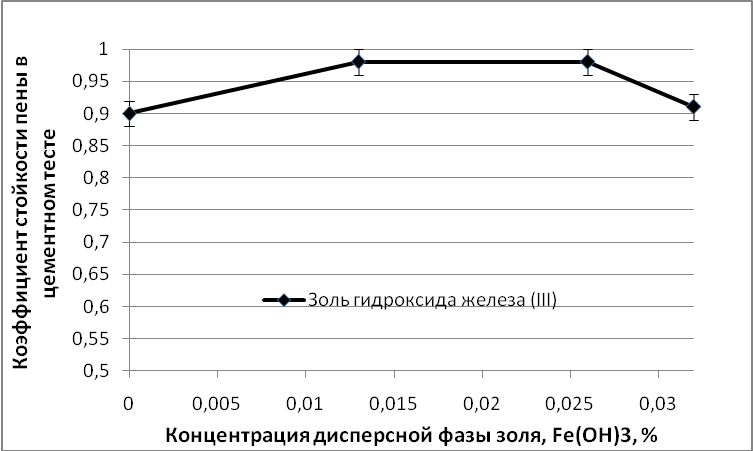 Коэффициент стойкости пены в
цементном тесте
1
0,95
0,9
0,85
0,8
0,75
0,7
0,65
0,6
0,55
0,5
Золь гидроксида железа (III)
0 0,005 0,01 0,015 0,02 0,025 0,03
Концентрация дисперсной фазы золя, Fe(OH)3, %